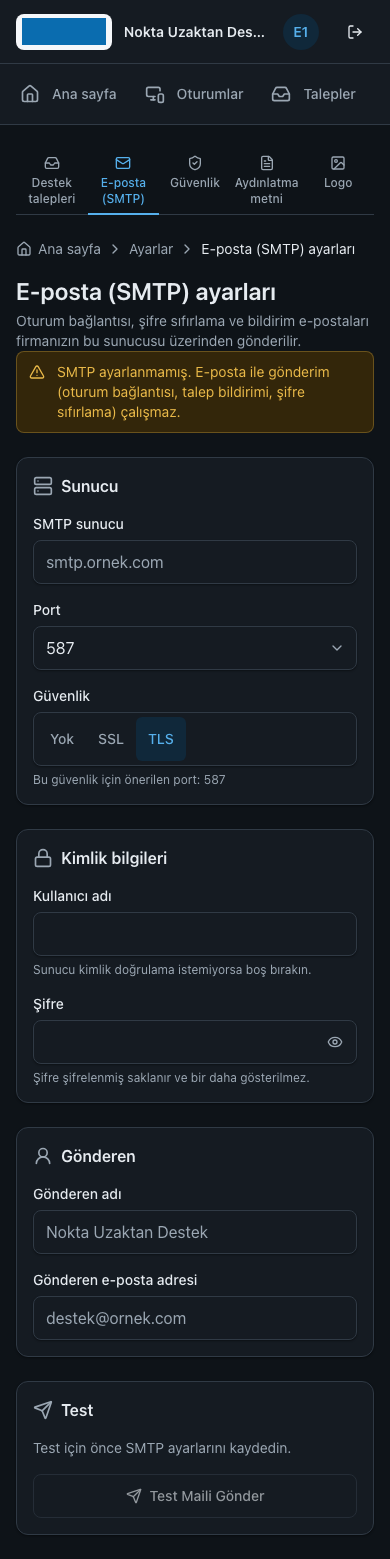 Nokta Uzaktan Des...
E1
Ana sayfa
Oturumlar
Talepler
Destek
talepleri
E-posta
(SMTP)
Güvenlik
Aydınlatma
metni
Logo
Ana sayfa > Ayarlar > E-posta (SMTP) ayarları
E-posta (SMTP) ayarları
Oturum bağlantısı, şifre sıfırlama ve bildirim e-postaları
firmanızın bu sunucusu üzerinden gönderilir.
SMTP ayarlanmamış. E-posta ile gönderim
(oturum bağlantısı, talep bildirimi, şifre
sıfırlama) çalışmaz.
Sunucu
SMTP sunucu
smtp.ornek.com
Port
587
Güvenlik
Yok
SSL
TLS
Bu güvenlik için önerilen port: 587
Kimlik bilgileri
Kullanıcı adı
Sunucu kimlik doğrulama istemiyorsa boş bırakın.
Şifre
Şifre şifrelenmiş saklanır ve bir daha gösterilmez.
Gönderen
Gönderen adı
Nokta Uzaktan Destek
Gönderen e-posta adresi
destek@ornek.com
Test
Test için önce SMTP ayarlarını kaydedin.
Test Maili Gönder